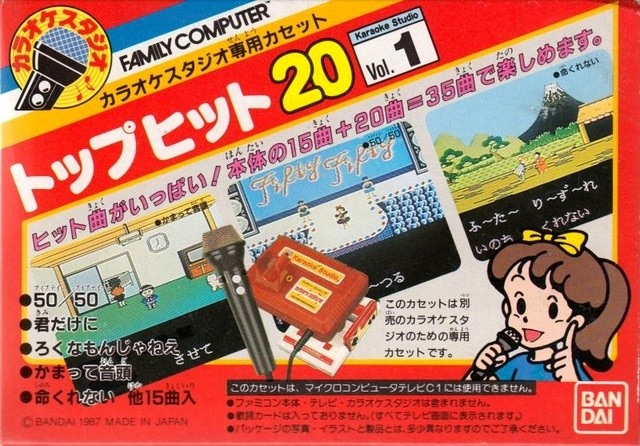 カラオケスタジオ
FAMILY COMPUTER™
カラオケスタジオ専用カセット
Karaoke Studio
Vol. 1
トップヒット20
ヒット曲がいっぱい！本体の15曲+20曲=35曲で楽しめます。
●かまって音頭
させて
●50/50
Fifty Fifty
〜つる
●命くれない
ふ〜た〜 り〜ず〜れ
いのち くれない
Karaoke Studio
●50/50
●君だけに
●ろくなもんじゃねえ
●かまって音頭
●命くれない 他15曲入
©BANDAI 1987 MADE IN JAPAN
このカセットは別
売のカラオケスタ
ジオのための専用
カセットです。
このカセットは、マイクロコンピュータテレビC1には使用できません。
●ファミコン本体・テレビ・カラオケスタジオは含まれません。
●歌詞カードは入っておりません。(すべてテレビ画面に表示されます。)
●パッケージの写真・イラストと製品とは、多少異なりますのでご了承ください。
BAN
DAI